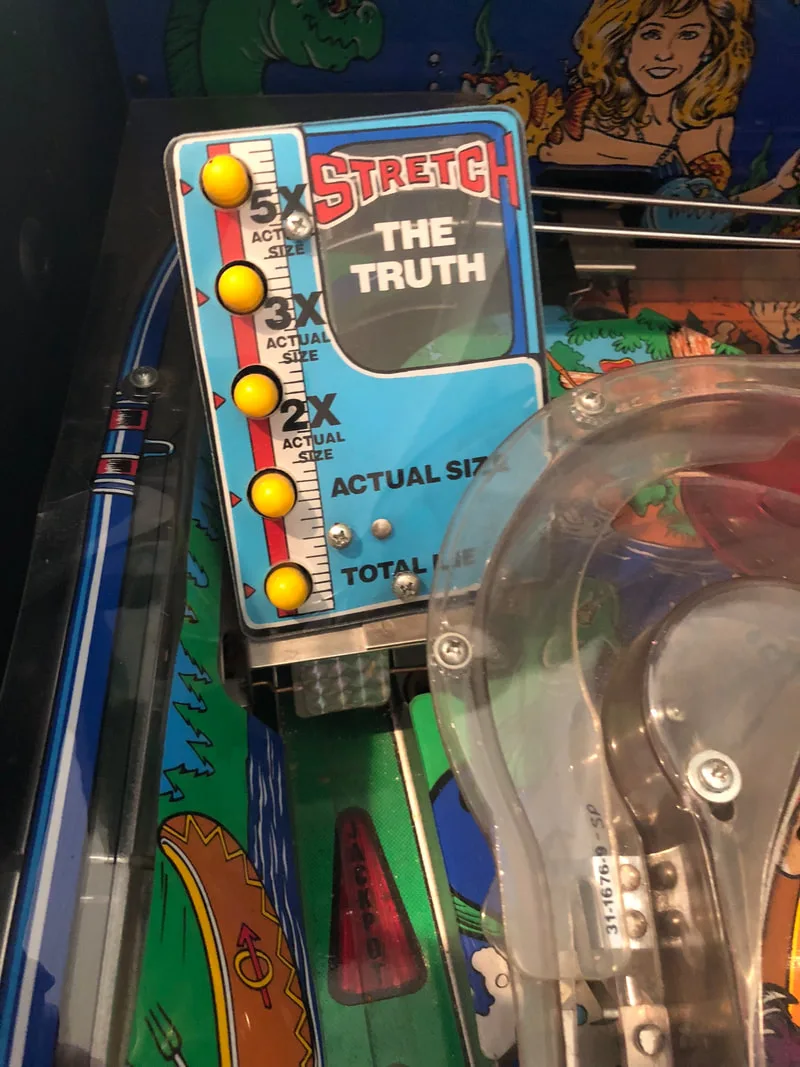 STRETCH
THE
TRUTH
5X
ACTUAL
SIZE
3X
ACTUAL
SIZE
2X
ACTUAL
SIZE
ACTUAL SIZE
TOTAL LIE
JACKPOT
31-1676-9 - SP